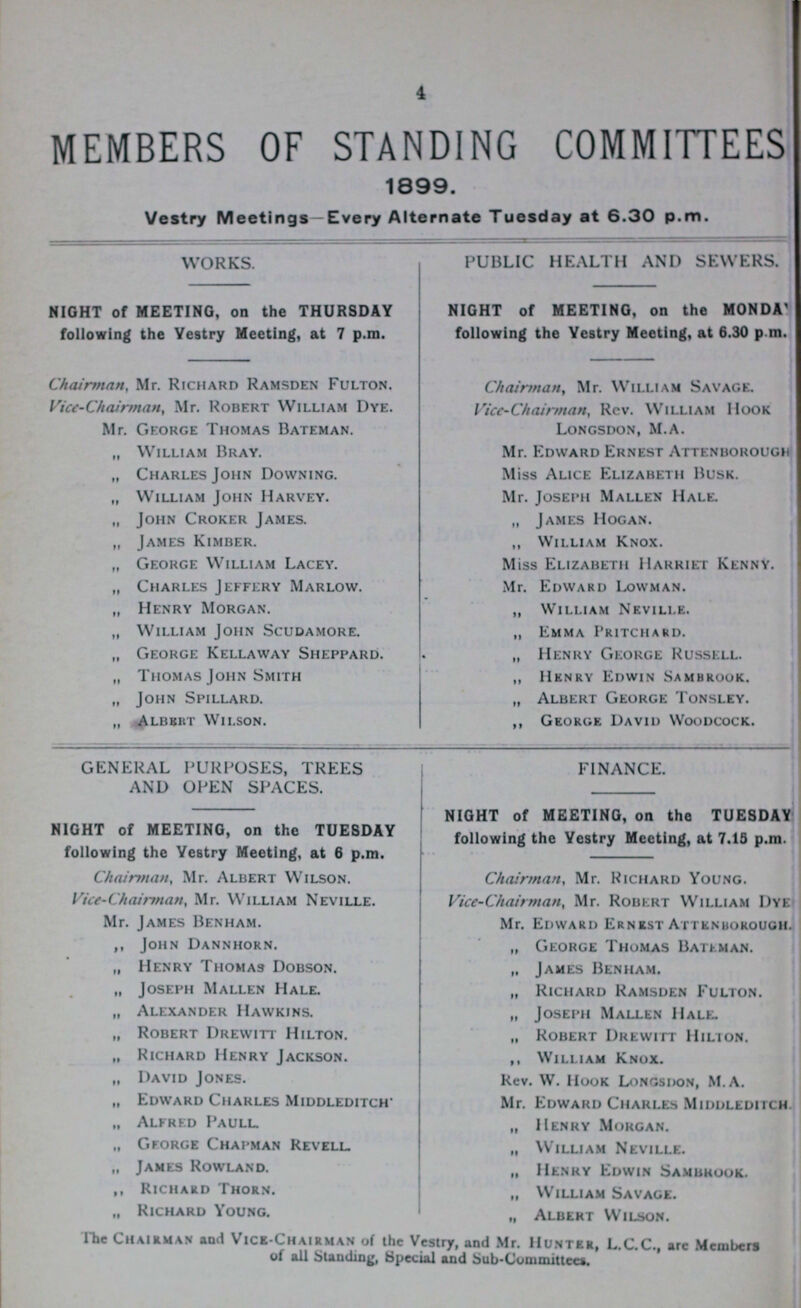 4
MEMBERS OF STANDING COMMITTEES
1899.
Vestry Meetings—Every Alternate Tuesday at 6.30 p.m.
WORKS.
NIGHT of MEETING, on the THURSDAY
following the Vestry Meeting, at 7 p.m.
Chairman, Mr. RICHARD RAMSDEN FULTON.
Vice-Chairman, Mr. ROBERT WILLIAM DYE.
Mr. GEORGE THOMAS BATEMAN.
„ WILLIAM BRAY.
„ CHARLES JOHN DOWNING.
„ WILLIAM JOHN HARVEY.
„ JOHN CROKER JAMES.
„ JAMES KIMBER.
„ GEORGE WILLIAM LACEY.
„ CHARLES JEFFERY MARLOW.
„ HENRY MORGAN.
„ WILLIAM JOHN SCUDAMORE.
„ GEORGE KELLAWAY SHEPPARD.
„ THOMAS JOHN SMITH
„ JOHN SPILLARD.
„ ALBERT WILSON.
PUBLIC HEALTH AND SEWERS.
NIGHT of MEETING, on the MONDA
following the Vestry Meeting, at 6.30 p.m.
Chairman, Mr. WILLIAM SAVAGE.
Vice-Chairman, Rev. WILLIAM HOOK
LONGSDON, M.A.
Mr. EDWARD ERNEST ATTENBOROUGH
Miss ALICE ELIZABETH BUSK.
Mr. JOSEPH MALLEN HALE.
„ JAMES HOGAN.
„ WILLIAM KNOX.
Miss ELIZABETH HARRIET KENNY.
Mr. EDWARD LOWMAN.
„ WILLIAM NEVILLE.
„ EMMA PRITCHARD.
„ HENRY GEORGE RUSSELL.
„ HENRY EDWIN SAMBROOK.
„ ALBERT GEORGE TONSLEY.
„ GEORGE DAVID WOODCOCK.
GENERAL PURPOSES, TREES
AND OPEN SPACES.
NIGHT of MEETING, on the TUESDAY
following the Vestry Meeting, at 6 p.m.
Chairman, Mr. ALBERT WILSON.
Vice-Chairman, Mr. WILLIAM NEVILLE.
Mr. JAMES BENHAM.
„ JOHN DANNHORN.
„ HENRY THOMAS DOBSON.
„ JOSEPH MALLEN HALE.
„ ALEXANDER HAWKINS.
„ ROBERT DREWITT HILTON.
„ RICHARD HENRY JACKSON.
„ DAVID JONES.
„ EDWARD CHARLES MIDDLEDITCH
„ ALFRED PAULL.
„ GEORGE CHAPMAN REVELL.
„ JAMES ROWLAND.
„ RICHARD THORN.
„ RICHARD YOUNG.
FINANCE.
NIGHT of MEETING, on the TUESDAY
following the Vestry Meeting, at 7.15 p.m.
Chairman, Mr. RICHARD YOUNG.
Vice-Chairman, Mr. ROBERT WILLIAM DYE
Mr. EDWARD ERNEST ATTENBOROUGH.
„ GEORGE THOMAS BATEMAN.
„ JAMES BENHAM.
„ RICHARD RAMSDEN FULTON.
„ JOSEPH MALLEN HALE.
„ ROBERT DREWITT HILTON.
„ WILLIAM KNOX.
Rev. W. HOOK LONGSDON, M.A.
Mr. EDWARD CHARLES MIDDLEDITCH.
„ HENRY MORGAN.
„ WILLIAM NEVILLE.
„ HENRY EDWIN SAMBROOK.
„ WILLIAM SAVAGE.
„ ALBERT WILSON.
The CHAIRMAN and VICE-CHAIRMAN of the Vestry, and Mr. HUNTER, L.C.C., are Members
of all Standing, Special and Sub-Committees.